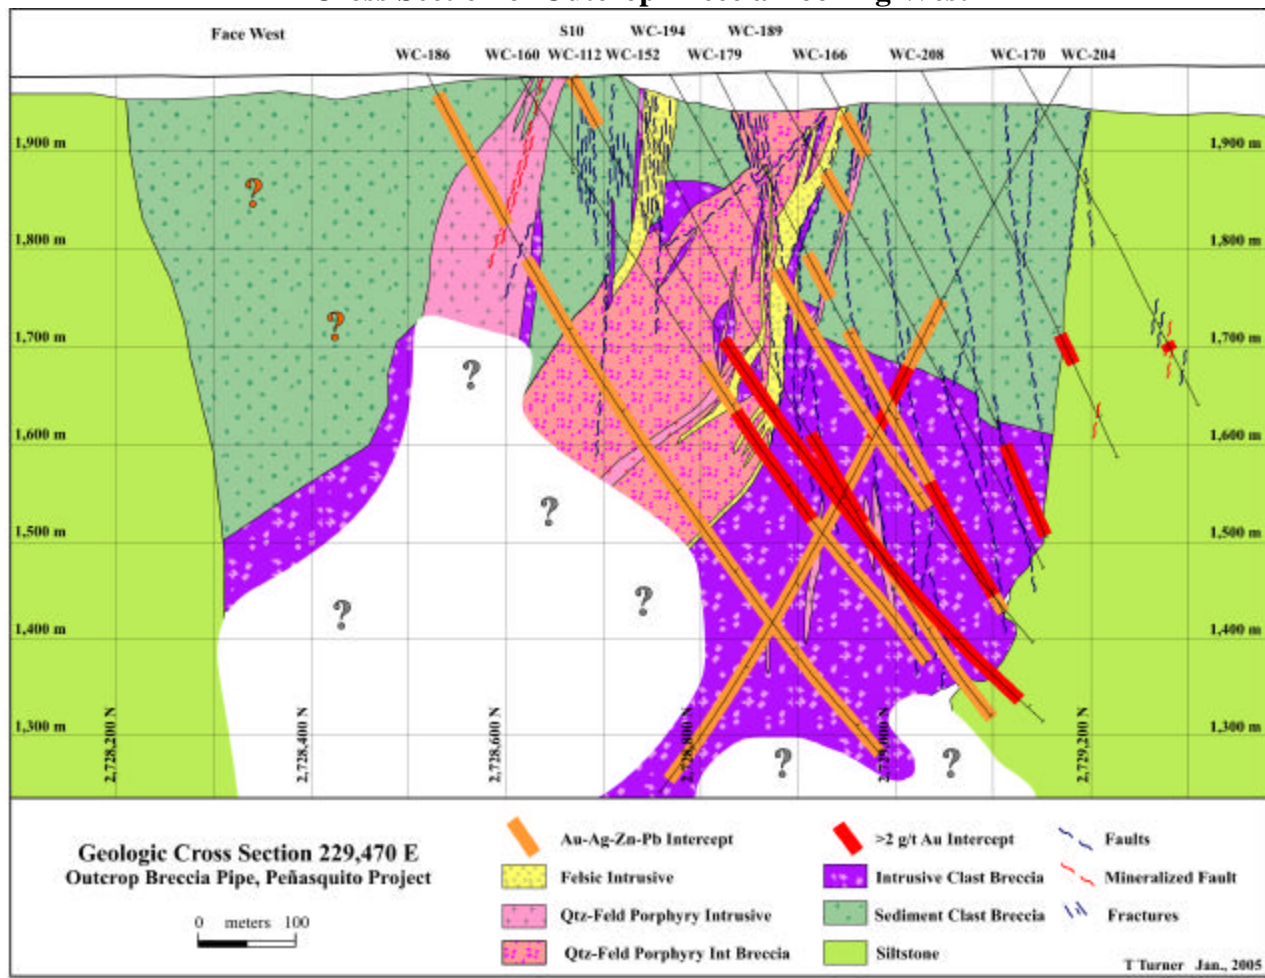 Face West
S10 WC-194 WC-189
WC-186 WC-160 WC-112 WC-152 WC-179 WC-166 WC-208 WC-170 WC-204
1,900 m 1,900 m
?
1,800 m 1,800 m
?
1,700 m 1,700 m
?
1,600 m 1,600 m
?
1,500 m 1,500 m
? ?
1,400 m 1,400 m
1,300 m 1,300 m
2,728,200 N 2,728,400 N 2,728,600 N 2,728,800 N 2,729,000 N 2,729,200 N
? ?
Geologic Cross Section 229,470 E
Outcrop Breccia Pipe, Peñasquito Project
0 meters 100
Au-Ag-Zn-Pb Intercept
Felsic Intrusive
Qtz-Feld Porphyry Intrusive
Qtz-Feld Porphyry Int Breccia
>2 g/t Au Intercept
Intrusive Clast Breccia
Sediment Clast Breccia
Siltstone
Faults
Mineralized Fault
Fractures
T Turner Jan., 2005